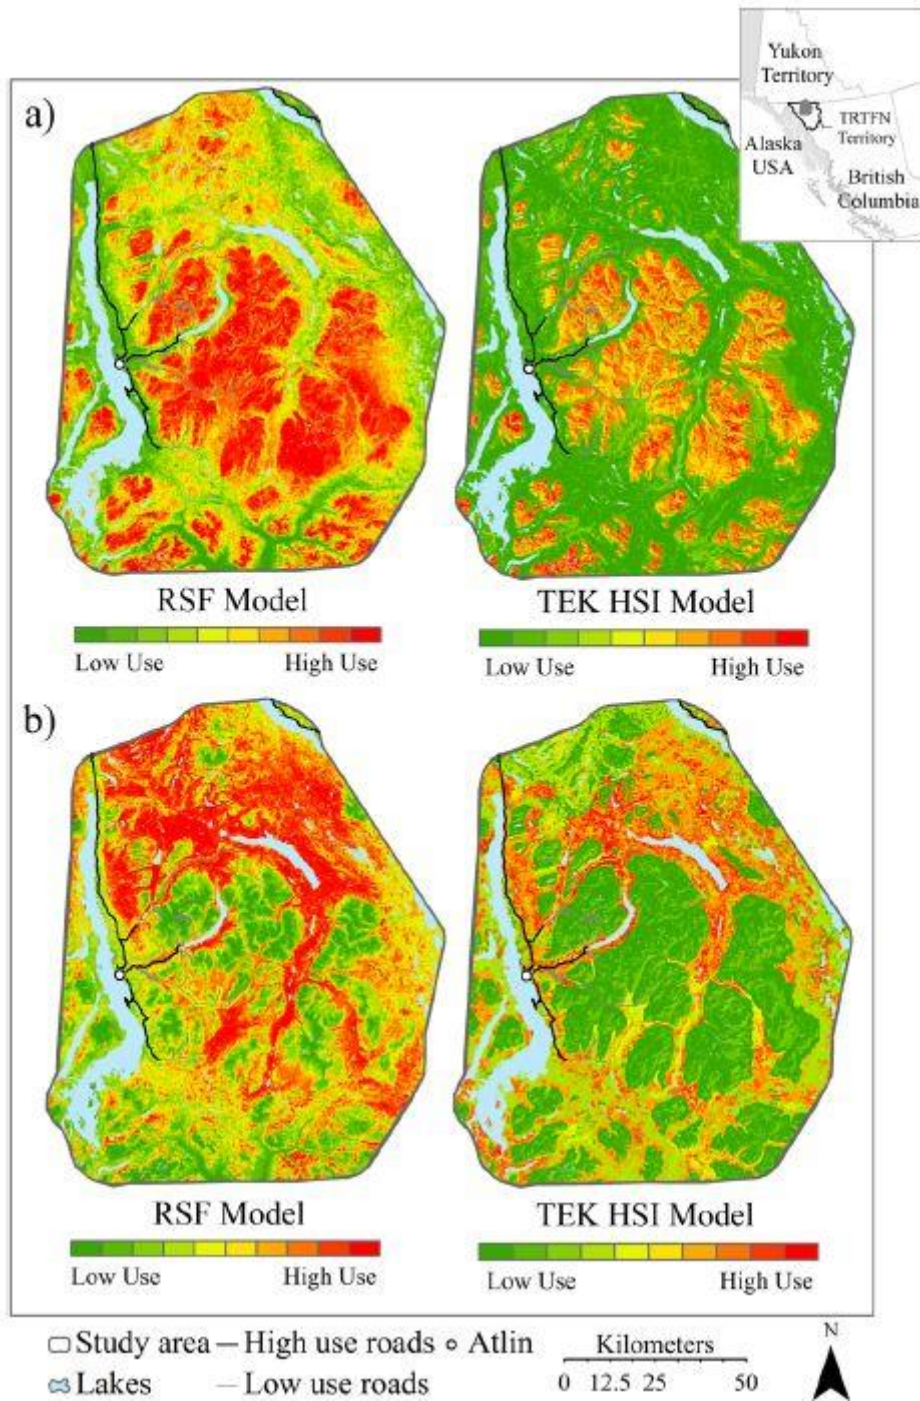 Yukon
Territory
TRTFN
Territory
Alaska
USA
British
Columbia
a)
RSF Model
TEK HSI Model
Low Use High Use
Low Use High Use
b)
RSF Model
TEK HSI Model
Low Use High Use
Low Use High Use
Study area High use roads Atlin
Lakes Low use roads
Kilometers
0 12.5 25 50
N